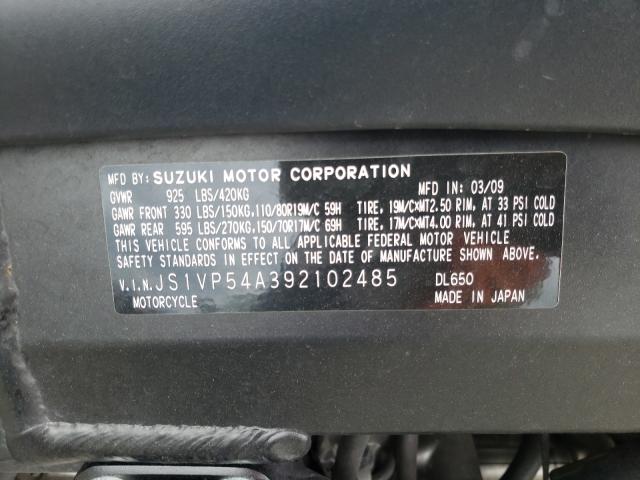 MFD BY: SUZUKI MOTOR CORPORATION
GVWR 925 LBS/420KG MFD IN: 03/09
GAWR FRONT 330 LBS/150KG,110/80R19M/C 59H TIRE, 19M/C×MT2.50 RIM, AT 33 PSI COLD
GAWR REAR 595 LBS/270KG,150/70R17M/C 69H TIRE, 17M/C×MT4.00 RIM, AT 41 PSI COLD
THIS VEHICLE CONFORMS TO ALL APPLICABLE FEDERAL MOTOR VEHICLE
SAFETY STANDARDS IN EFFECT ON THE DATE OF MANUFACTURE SHOWN ABOVE.
V.I.N.JS1VP54A392102485 DL650
MOTORCYCLE MADE IN JAPAN